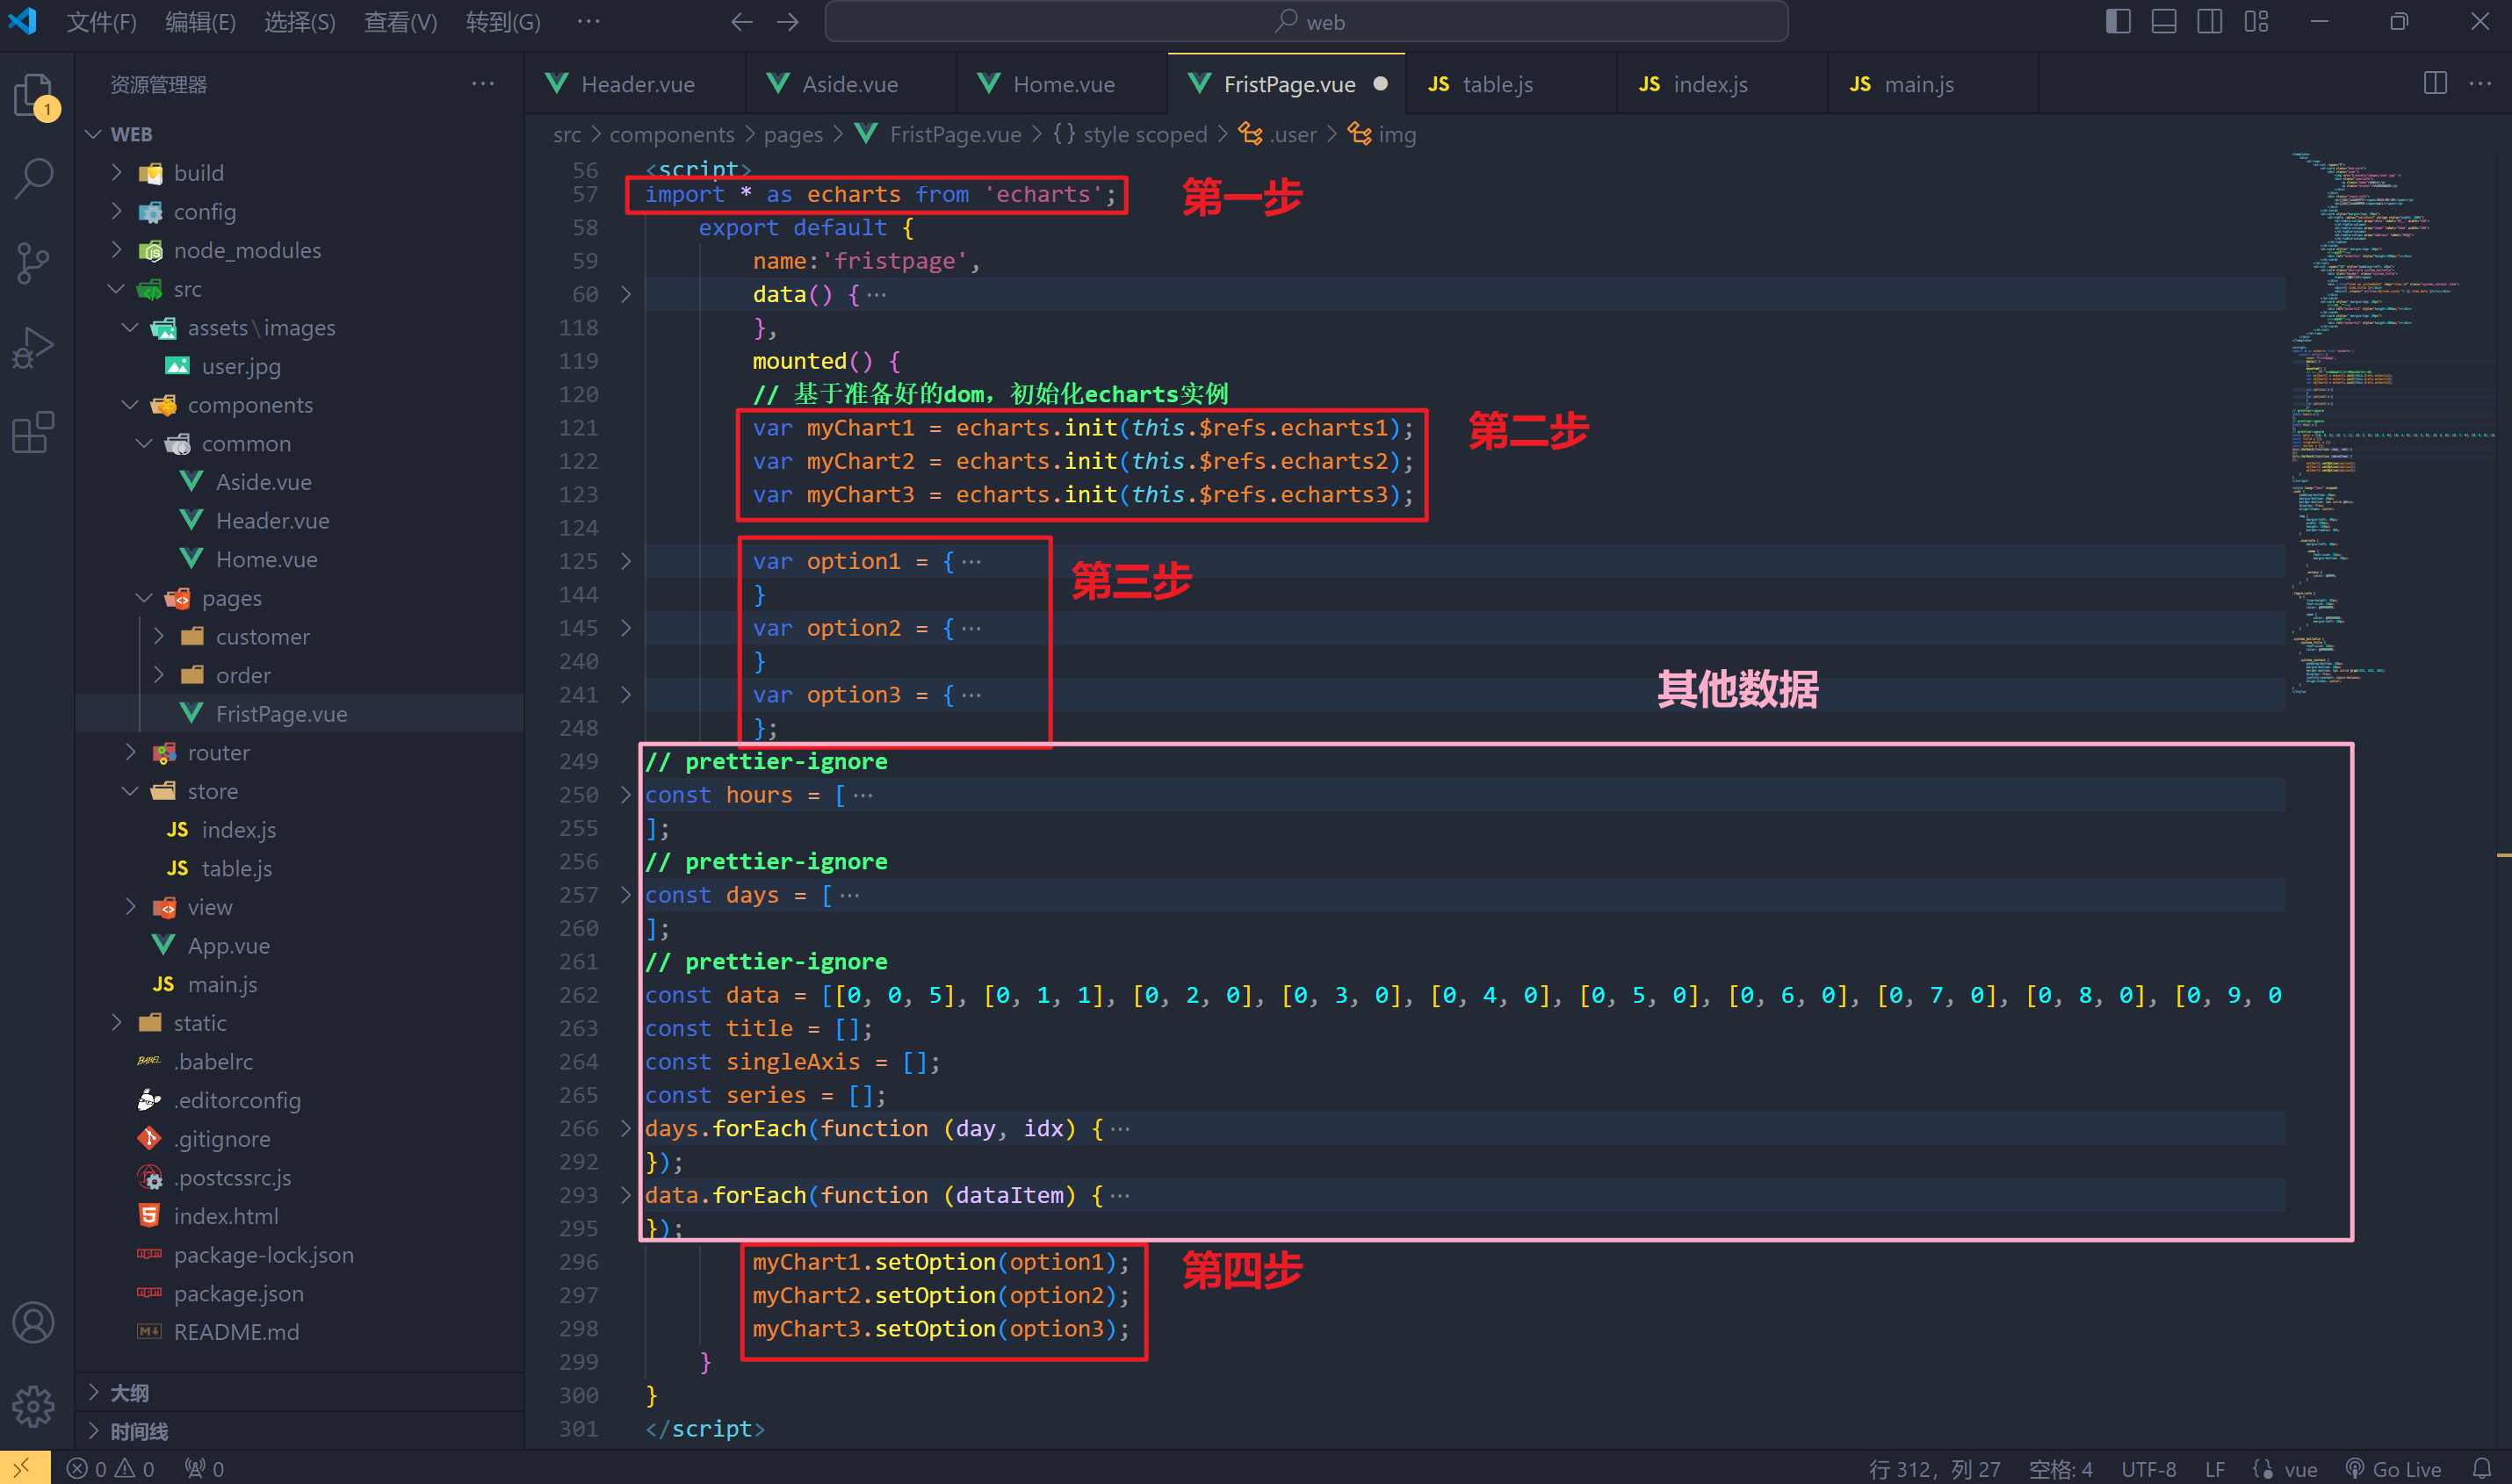 文件(F) 编辑(E) 选择(S) 查看(V) 转到(G) ··· web
资源管理器 ···
1
WEB
build
config
node_modules
src
assets\images
user.jpg
components
common
Aside.vue
Header.vue
Home.vue
pages
customer
order
FristPage.vue
router
store
index.js
table.js
view
App.vue
main.js
static
.babelrc
.editorconfig
.gitignore
.postcssrc.js
index.html
package-lock.json
package.json
README.md
大纲
时间线
Header.vue Aside.vue Home.vue FristPage.vue JS table.js JS index.js JS main.js
src > components > pages > FristPage.vue > {} style scoped > .user > img
56 <script>
57 import * as echarts from 'echarts'; 第一步
58 export default {
59 name:'fristpage',
60 data() {···
118 },
119 mounted() {
120 // 基于准备好的dom，初始化echarts实例
121 var myChart1 = echarts.init(this.$refs.echarts1); 第二步
122 var myChart2 = echarts.init(this.$refs.echarts2);
123 var myChart3 = echarts.init(this.$refs.echarts3);
124
125 var option1 = {··· 第三步
144 }
145 var option2 = {···
240 }
241 var option3 = {··· 其他数据
248 };
249 // prettier-ignore
250 const hours = [···
255 ];
256 // prettier-ignore
257 const days = [···
260 ];
261 // prettier-ignore
262 const data = [[0, 0, 5], [0, 1, 1], [0, 2, 0], [0, 3, 0], [0, 4, 0], [0, 5, 0], [0, 6, 0], [0, 7, 0], [0, 8, 0], [0, 9, 0
263 const title = [];
264 const singleAxis = [];
265 const series = [];
266 days.forEach(function (day, idx) {···
292 });
293 data.forEach(function (dataItem) {···
295 });
296 myChart1.setOption(option1); 第四步
297 myChart2.setOption(option2);
298 myChart3.setOption(option3);
299 }
300 }
301 </script>
0 0 0 行 312，列 27 空格: 4 UTF-8 LF {} vue Go Live